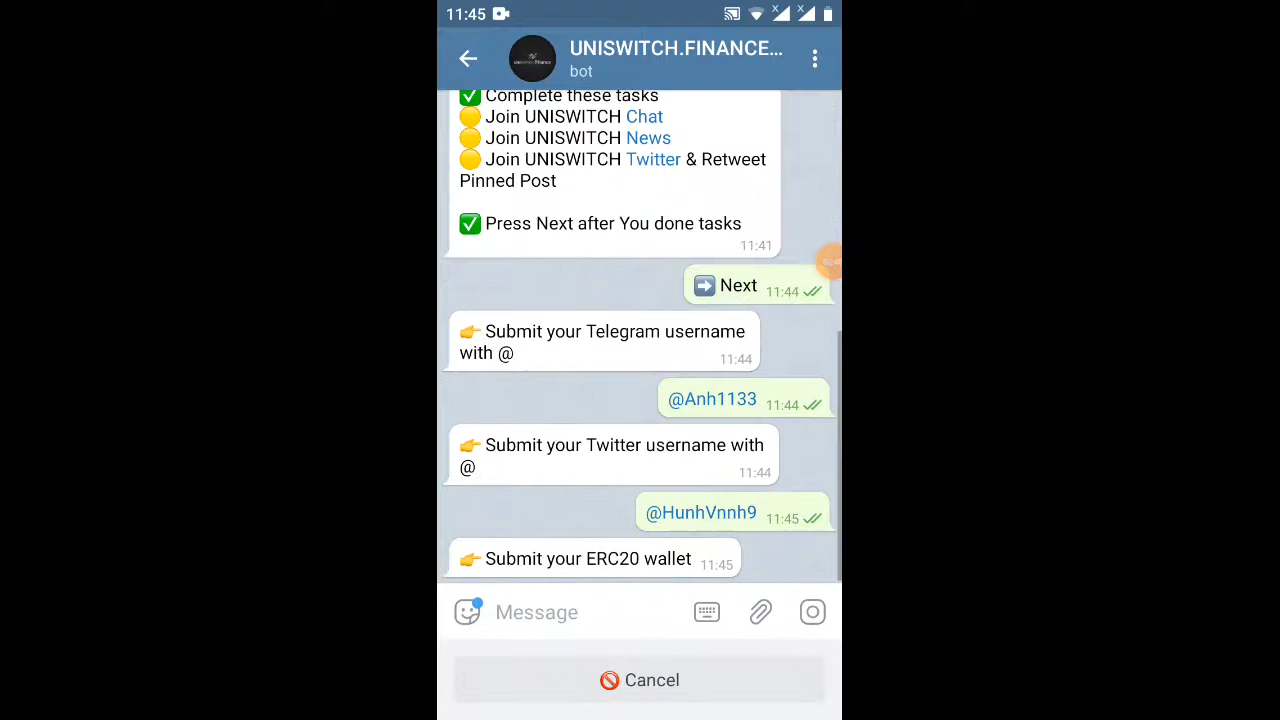 11:45
UNISWITCH.FINANCE...
bot
Complete these tasks
Join UNISWITCH Chat
Join UNISWITCH News
Join UNISWITCH Twitter & Retweet
Pinned Post
Press Next after You done tasks
11:41
Next 11:44
Submit your Telegram username
with @ 11:44
@Anh1133 11:44
Submit your Twitter username with
@ 11:44
@HunhVnnh9 11:45
Submit your ERC20 wallet 11:45
Message
Cancel